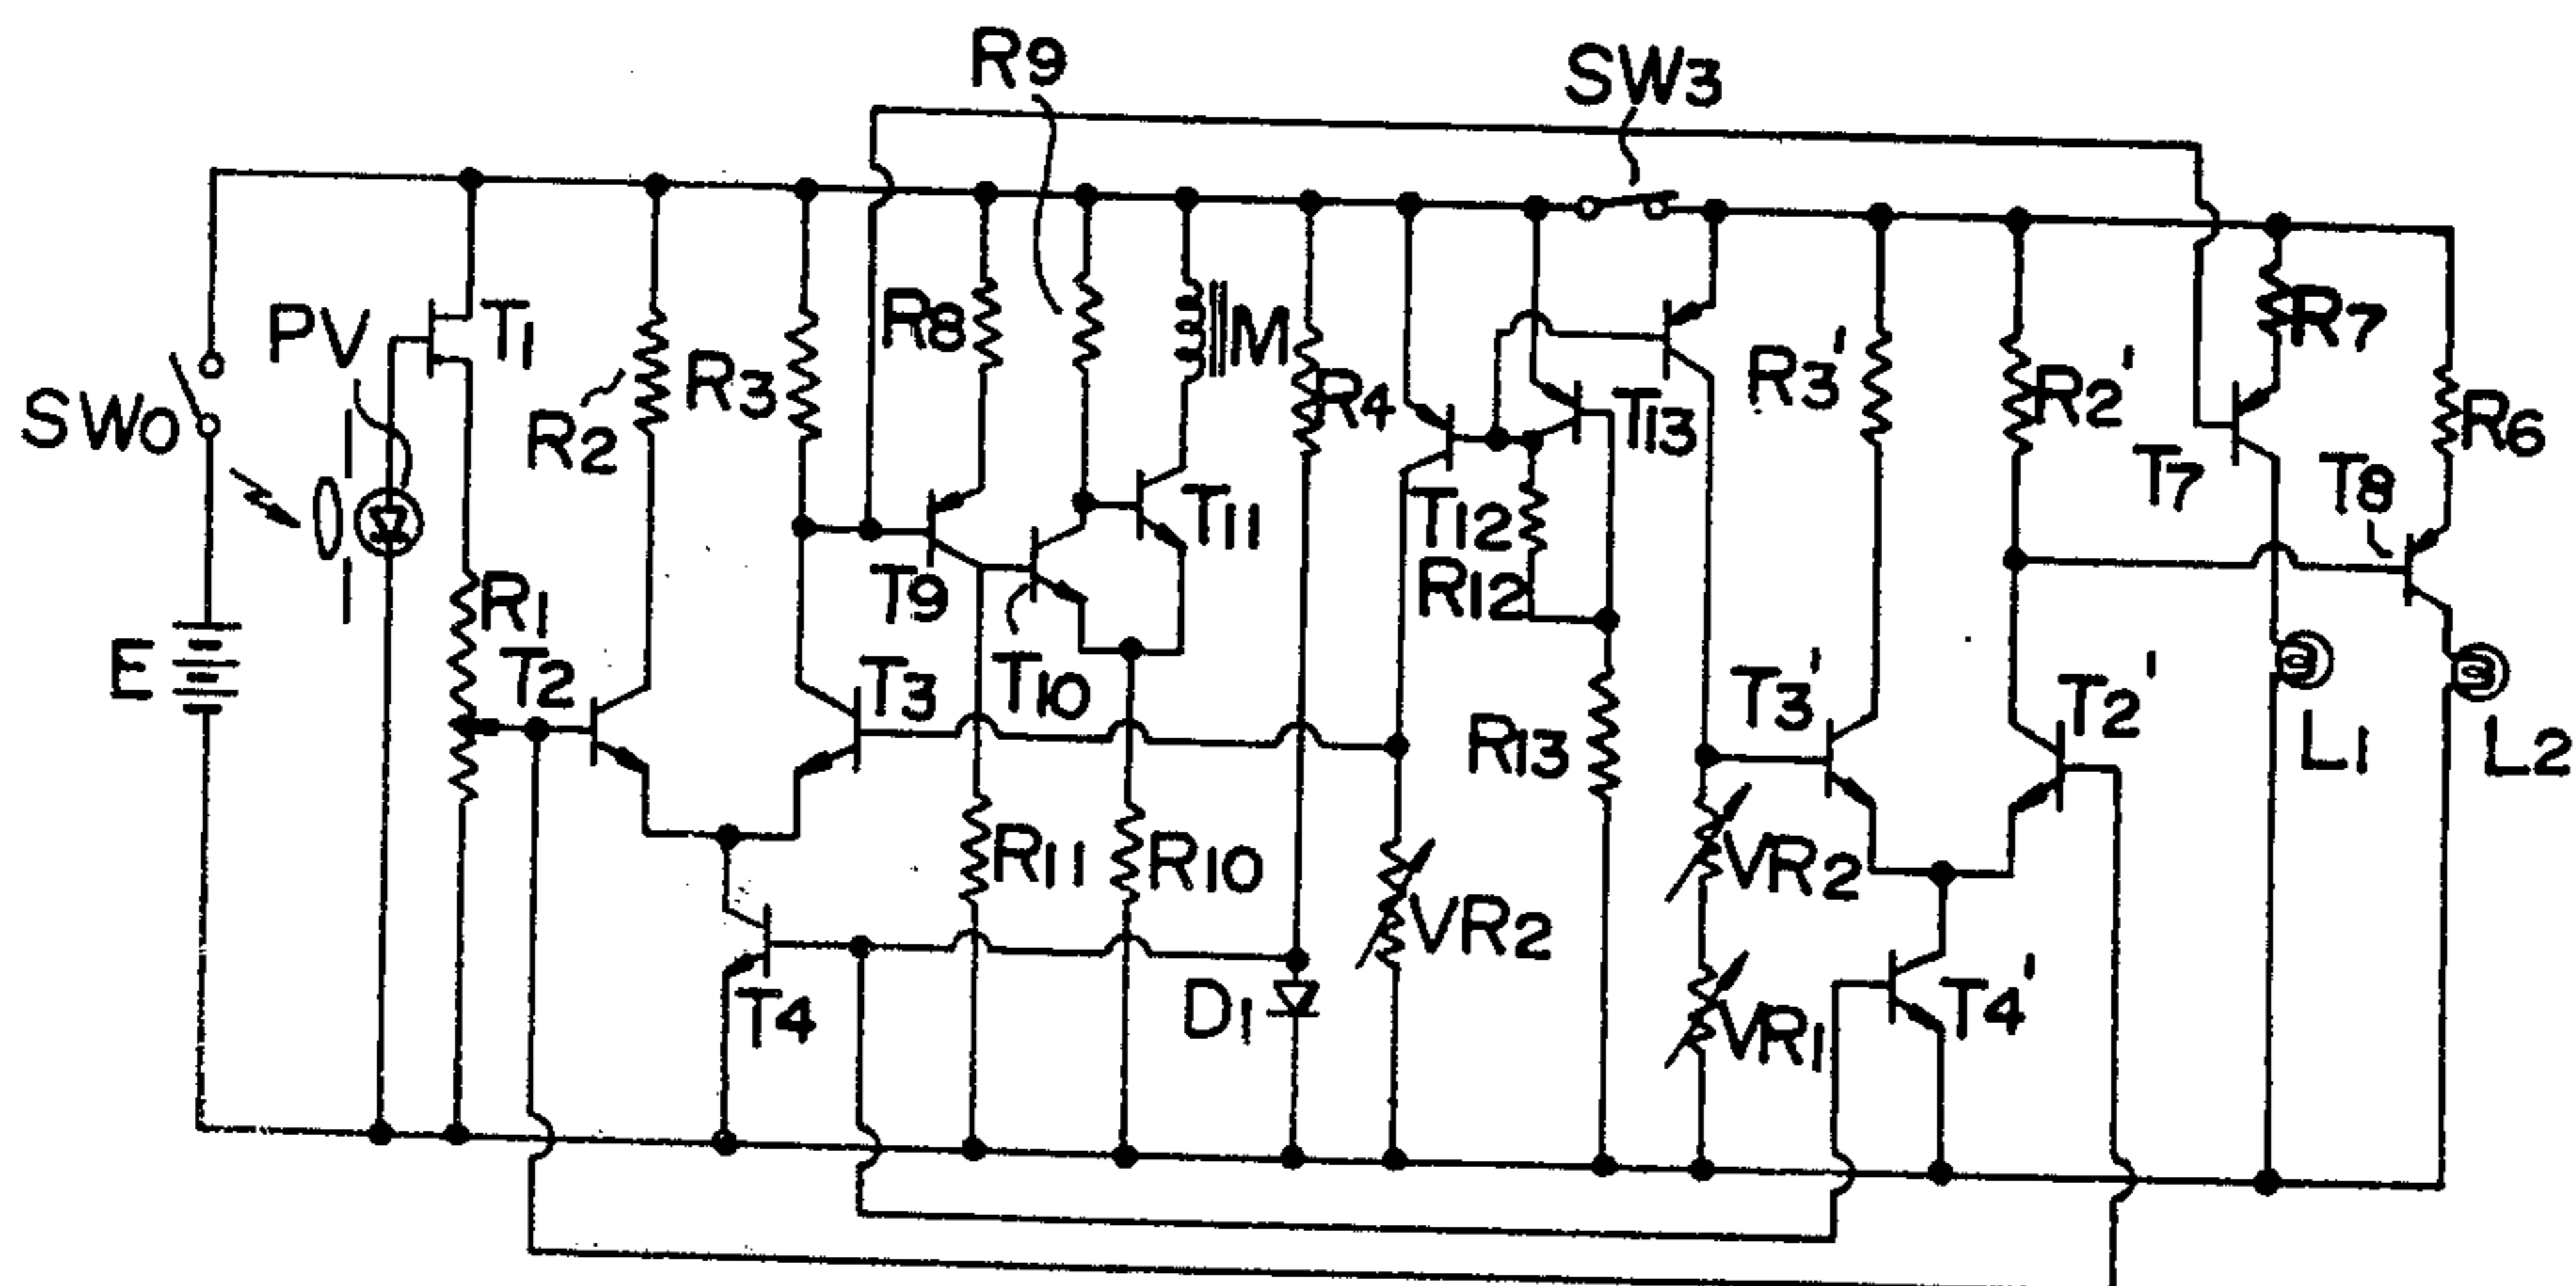 R9
SW3
PV
T1
R8
M
R3'
R7
SW0
R2
R3
R4
T13
R2'
R6
T7
T8
T12
T11
T9
R12
R1
E
T2
T10
T3
R13
T3'
T2'
L1
L2
R11
R10
VR2
VR2
T4
D1
VR1
T4'